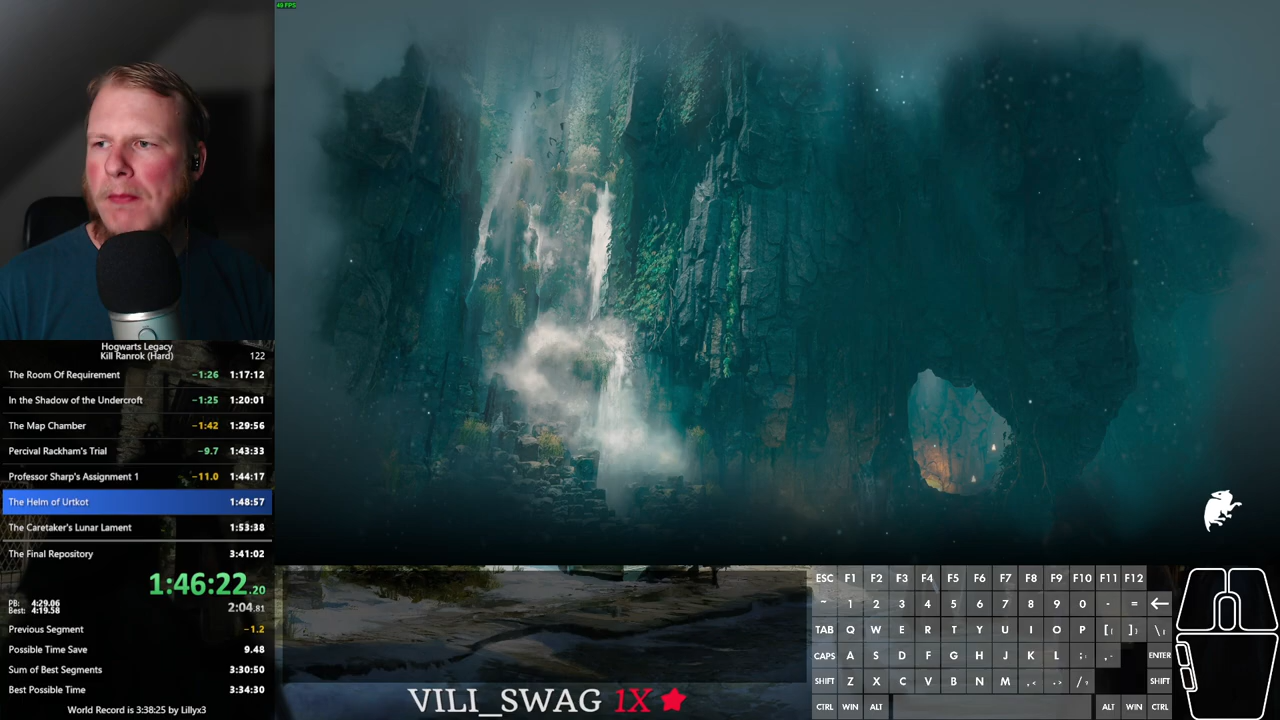 49 FPS
Hogwarts Legacy
Kill Ranrok (Hard) 122
The Room Of Requirement −1:26 1:17:12
In the Shadow of the Undercroft −1:25 1:20:01
The Map Chamber −1:42 1:29:56
Percival Rackham's Trial −9.7 1:43:33
Professor Sharp's Assignment 1 −11.0 1:44:17
The Helm of Urtkot 1:48:57
The Caretaker's Lunar Lament 1:53:38
The Final Repository 3:41:02
1:46:22.20
PB: 4:29.06
Best: 4:19.58
2:04.81
Previous Segment −1.2
Possible Time Save 9.48
Sum of Best Segments 3:30:50
Best Possible Time 3:34:30
World Record is 3:38:25 by Lillyx3
VILI_SWAG 1X
ESC F1 F2 F3 F4 F5 F6 F7 F8 F9 F10 F11 F12
~ 1 2 3 4 5 6 7 8 9 0 - =
TAB Q W E R T Y U I O P [{ ]} \|
CAPS A S D F G H J K L ;: ,. ENTER
SHIFT Z X C V B N M ,< .> /? SHIFT
CTRL WIN ALT ALT WIN CTRL